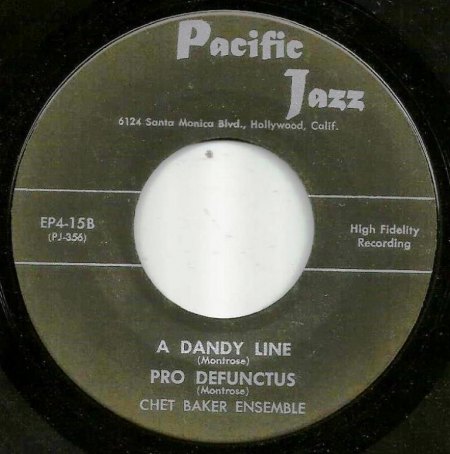 Pacific
Jazz
6124 Santa Monica Blvd., Hollywood, Calif.
EP4-15B
(PJ-356)
High Fidelity
Recording
A DANDY LINE
(Montrose)
PRO DEFUNCTUS
(Montrose)
CHET BAKER ENSEMBLE